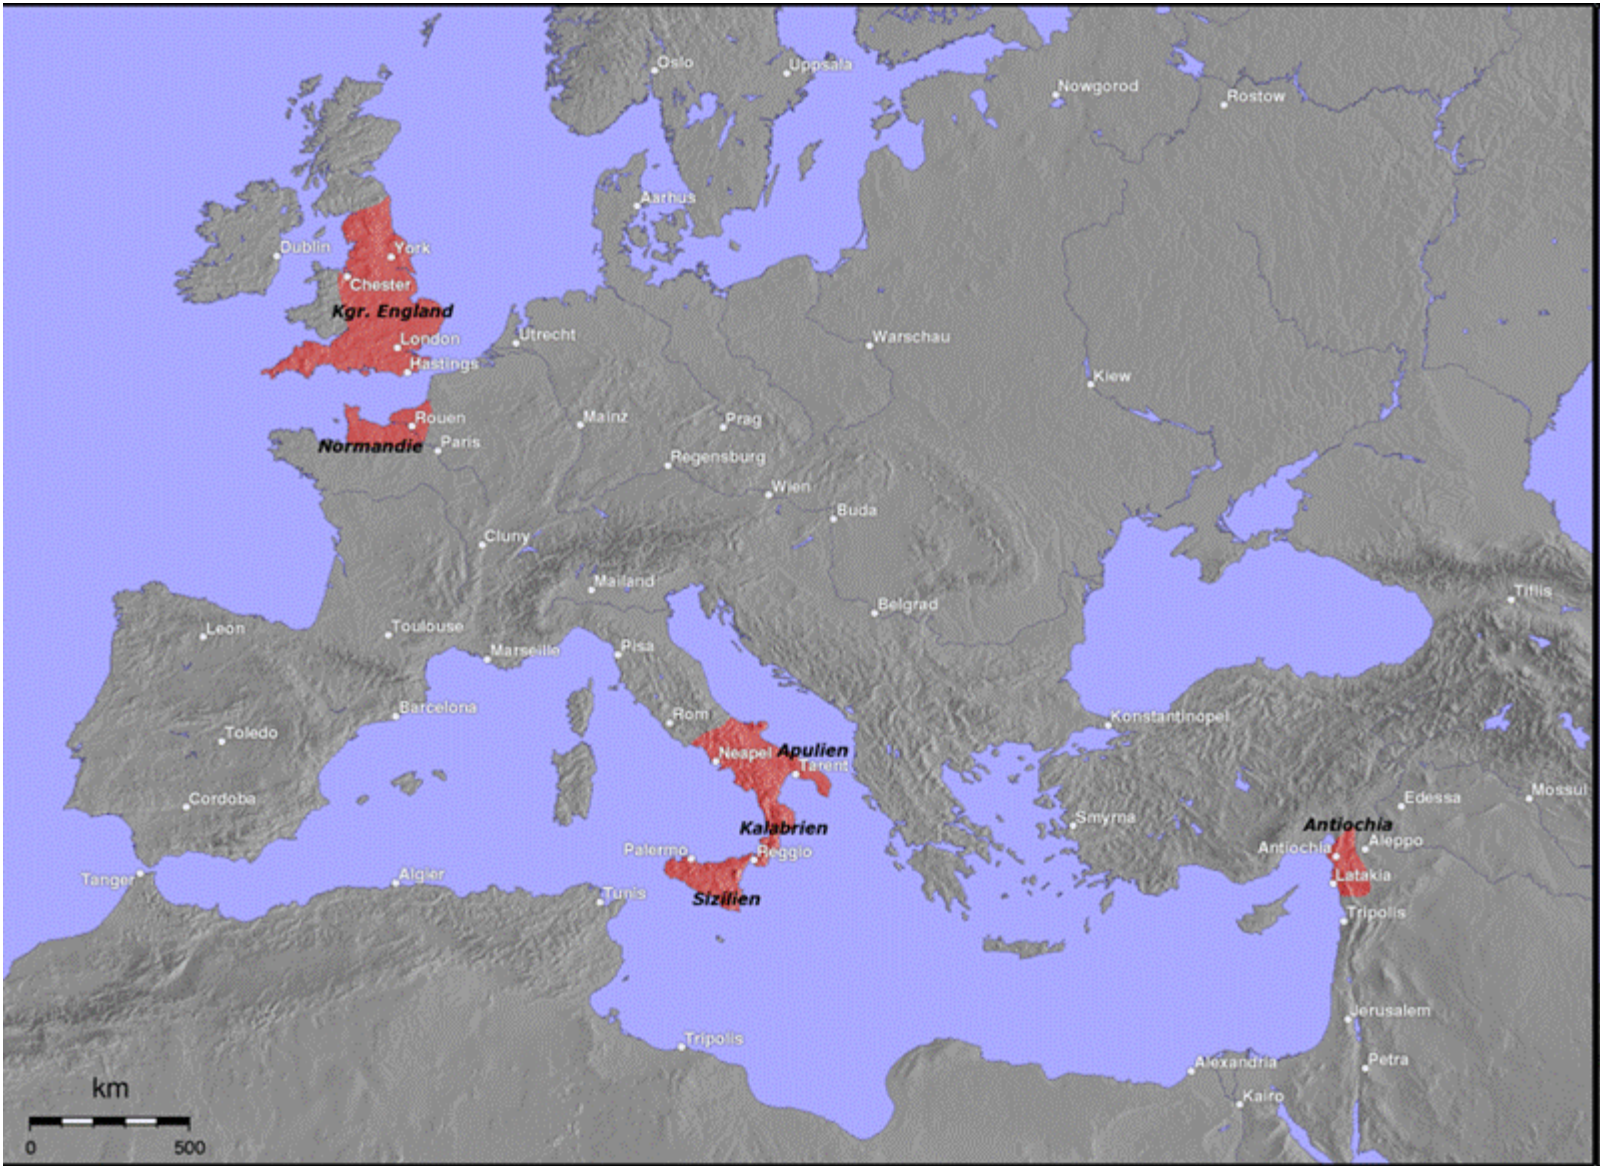 Oslo
Uppsala
Nowgorod
Rostow
Aarhus
Dublin
York
Chester
Kgr. England
London
Hastings
Utrecht
Warschau
Kiew
Rouen
Normandie
Paris
Mainz
Prag
Regensburg
Wien
Buda
Cluny
Mailand
Belgrad
Tiflis
Leon
Toulouse
Marseille
Pisa
Barcelona
Rom
Konstantinopel
Toledo
Neapel
Apulien
Tarent
Cordoba
Edessa
Mossul
Smyrna
Kalabrien
Antiochia
Palermo
Reggio
Antiochia
Aleppo
Tanger
Algier
Tunis
Sizilien
Latakia
Tripolis
Jerusalem
Tripolis
Alexandria
Petra
Kairo
km
0
500